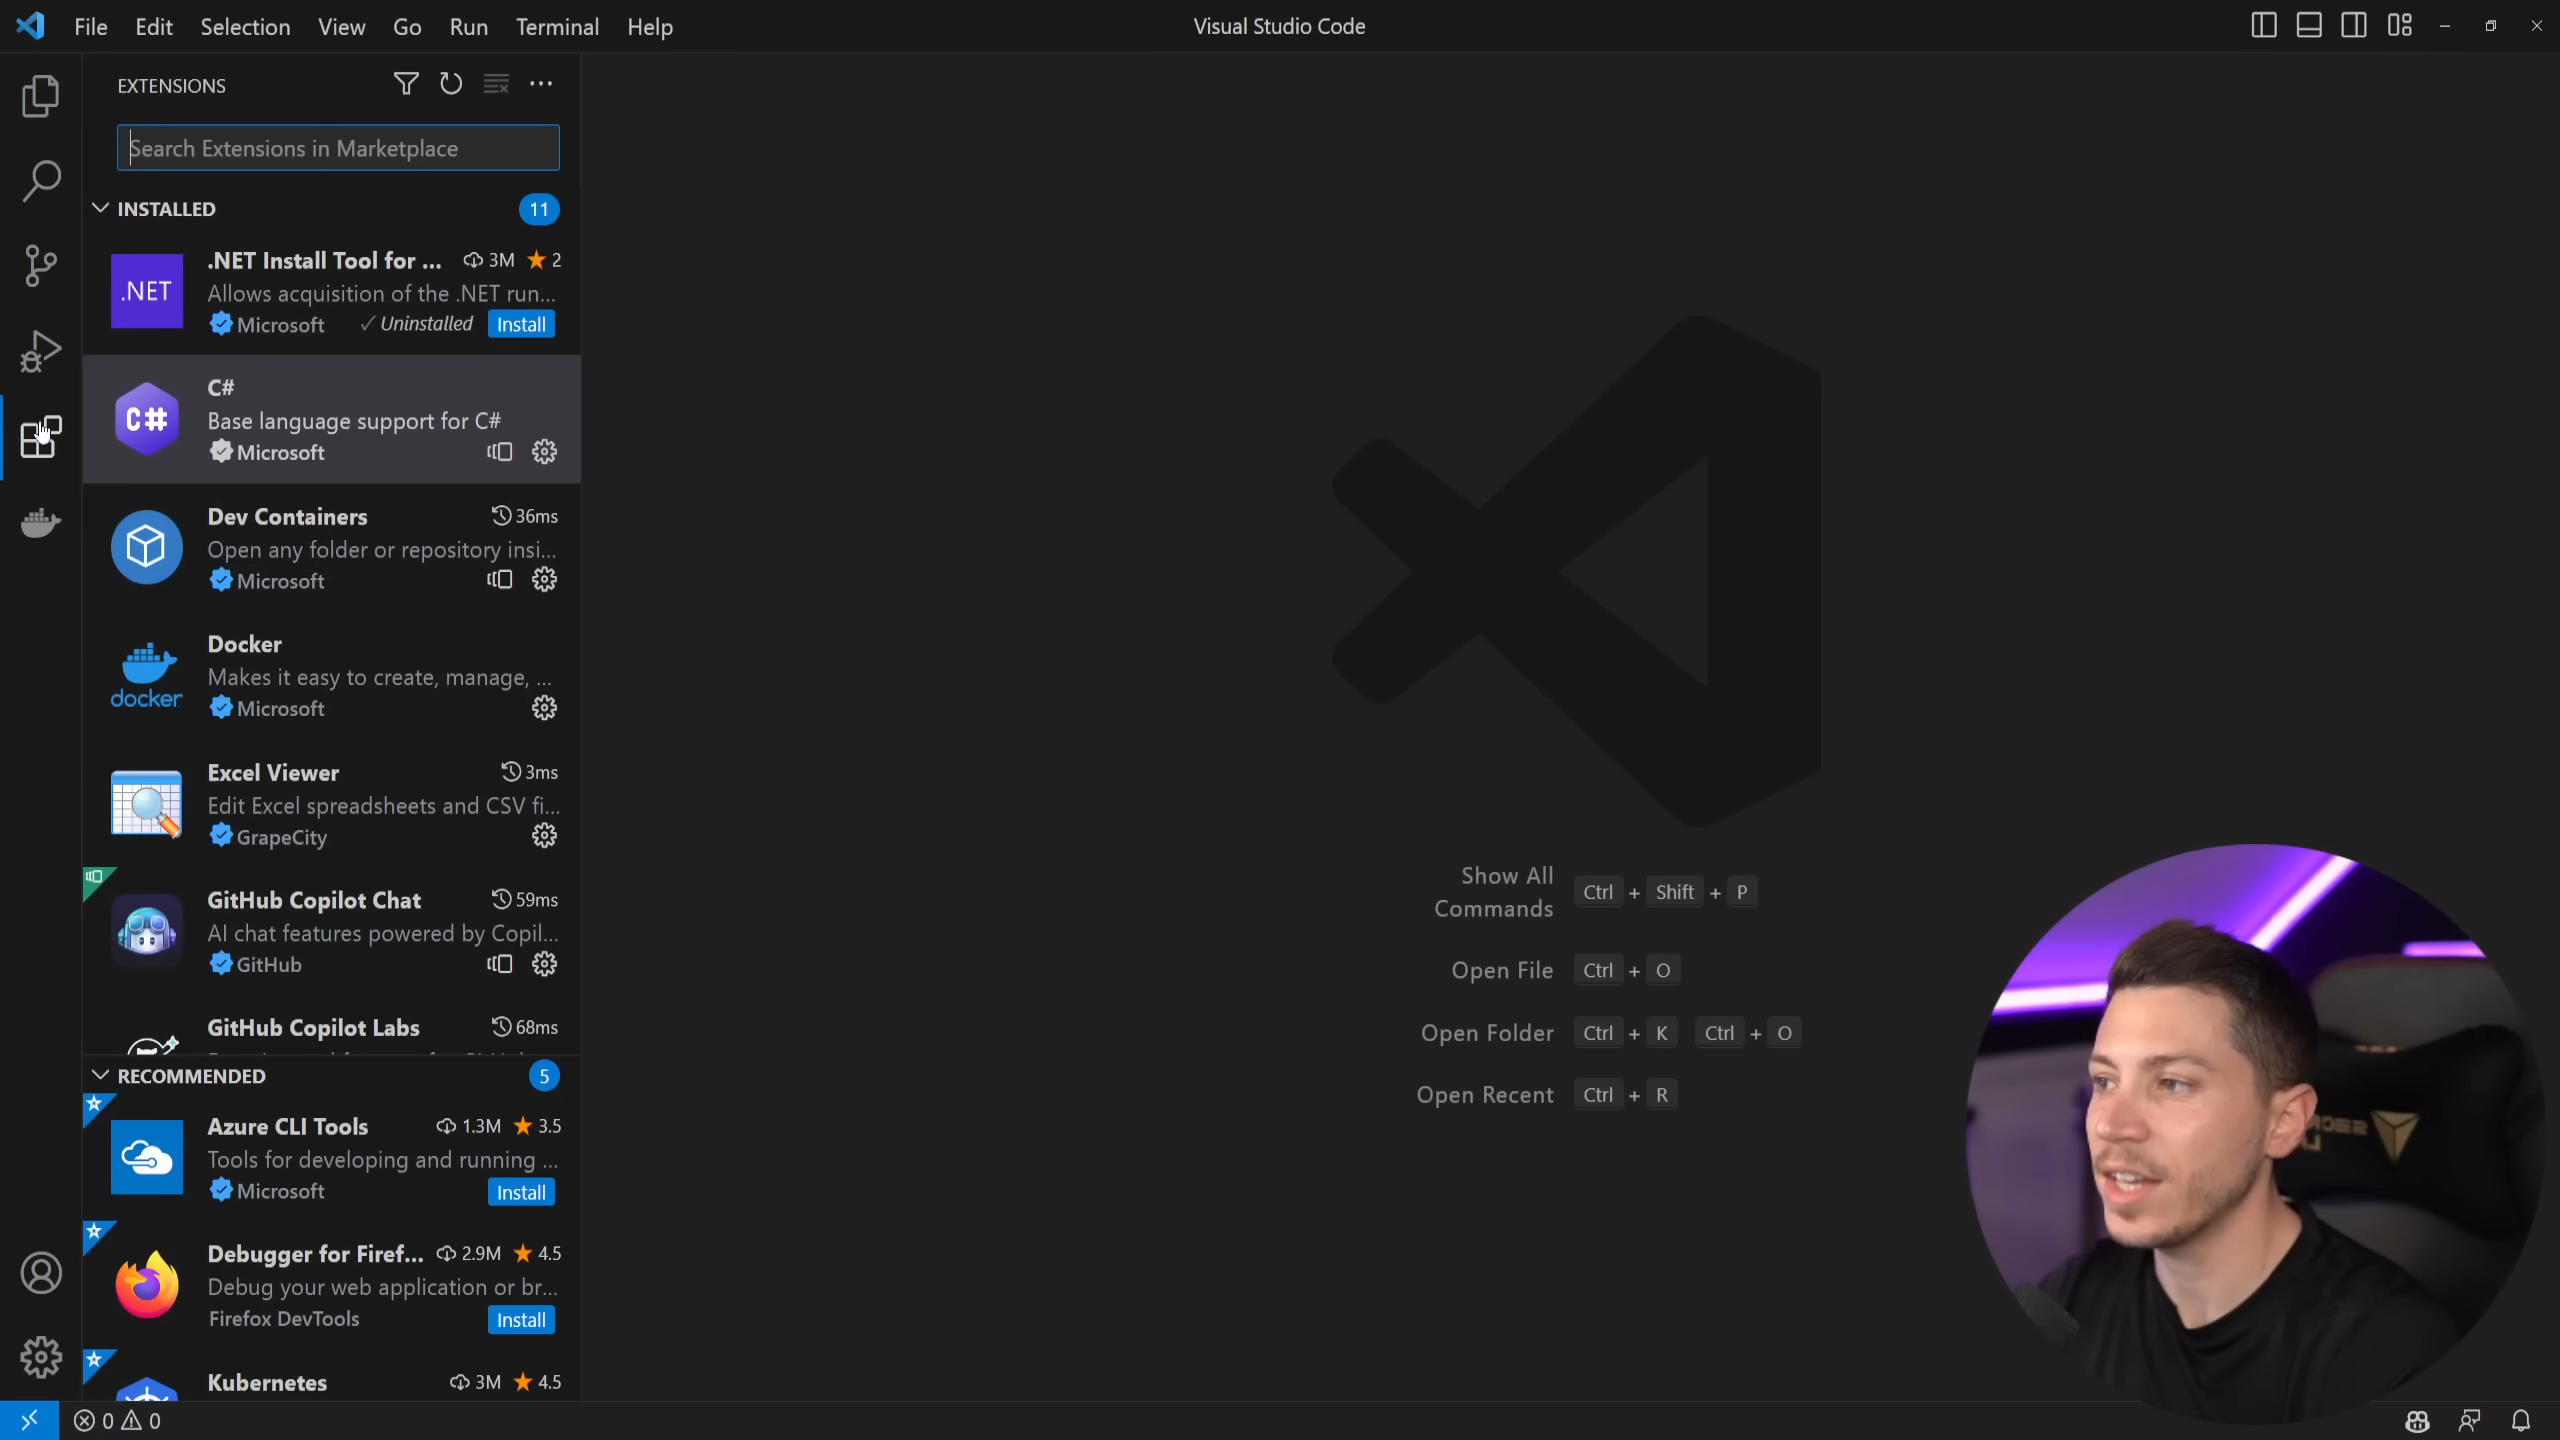 File Edit Selection View Go Run Terminal Help
Visual Studio Code
EXTENSIONS
Search Extensions in Marketplace
INSTALLED 11
.NET
.NET Install Tool for ... 3M 2
Allows acquisition of the .NET run...
Microsoft Uninstalled Install
C#
C#
Base language support for C#
Microsoft
Dev Containers 36ms
Open any folder or repository insi...
Microsoft
docker
Docker
Makes it easy to create, manage, ...
Microsoft
Excel Viewer 3ms
Edit Excel spreadsheets and CSV fi...
GrapeCity
GitHub Copilot Chat 59ms
AI chat features powered by Copil...
GitHub
GitHub Copilot Labs 68ms
RECOMMENDED 5
Azure CLI Tools 1.3M 3.5
Tools for developing and running ...
Microsoft Install
Debugger for Firef... 2.9M 4.5
Debug your web application or br...
Firefox DevTools Install
Kubernetes 3M 4.5
0 0
Show All
Commands Ctrl + Shift + P
Open File Ctrl + O
Open Folder Ctrl + K Ctrl + O
Open Recent Ctrl + R